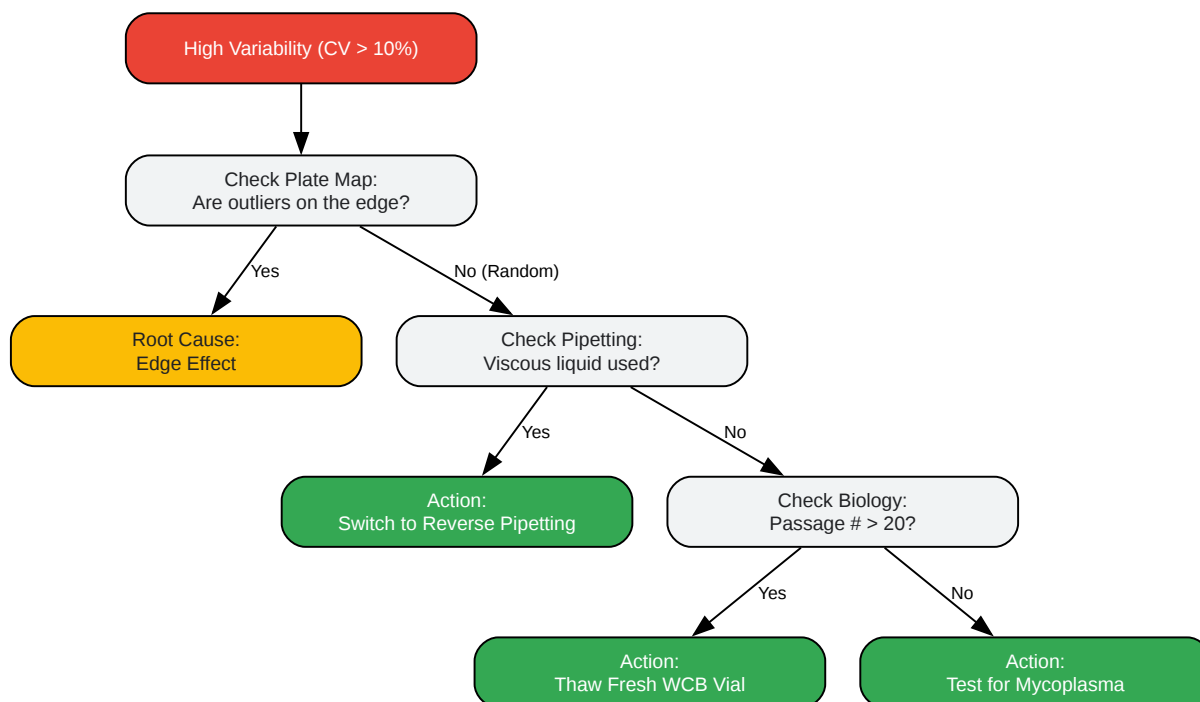 High Variability (CV > 10%)
Check Plate Map:
Are outliers on the edge?
Yes
No (Random)
Root Cause:
Edge Effect
Check Pipetting:
Viscous liquid used?
Yes
No
Action:
Switch to Reverse Pipetting
Check Biology:
Passage # > 20?
Yes
No
Action:
Thaw Fresh WCB Vial
Action:
Test for Mycoplasma